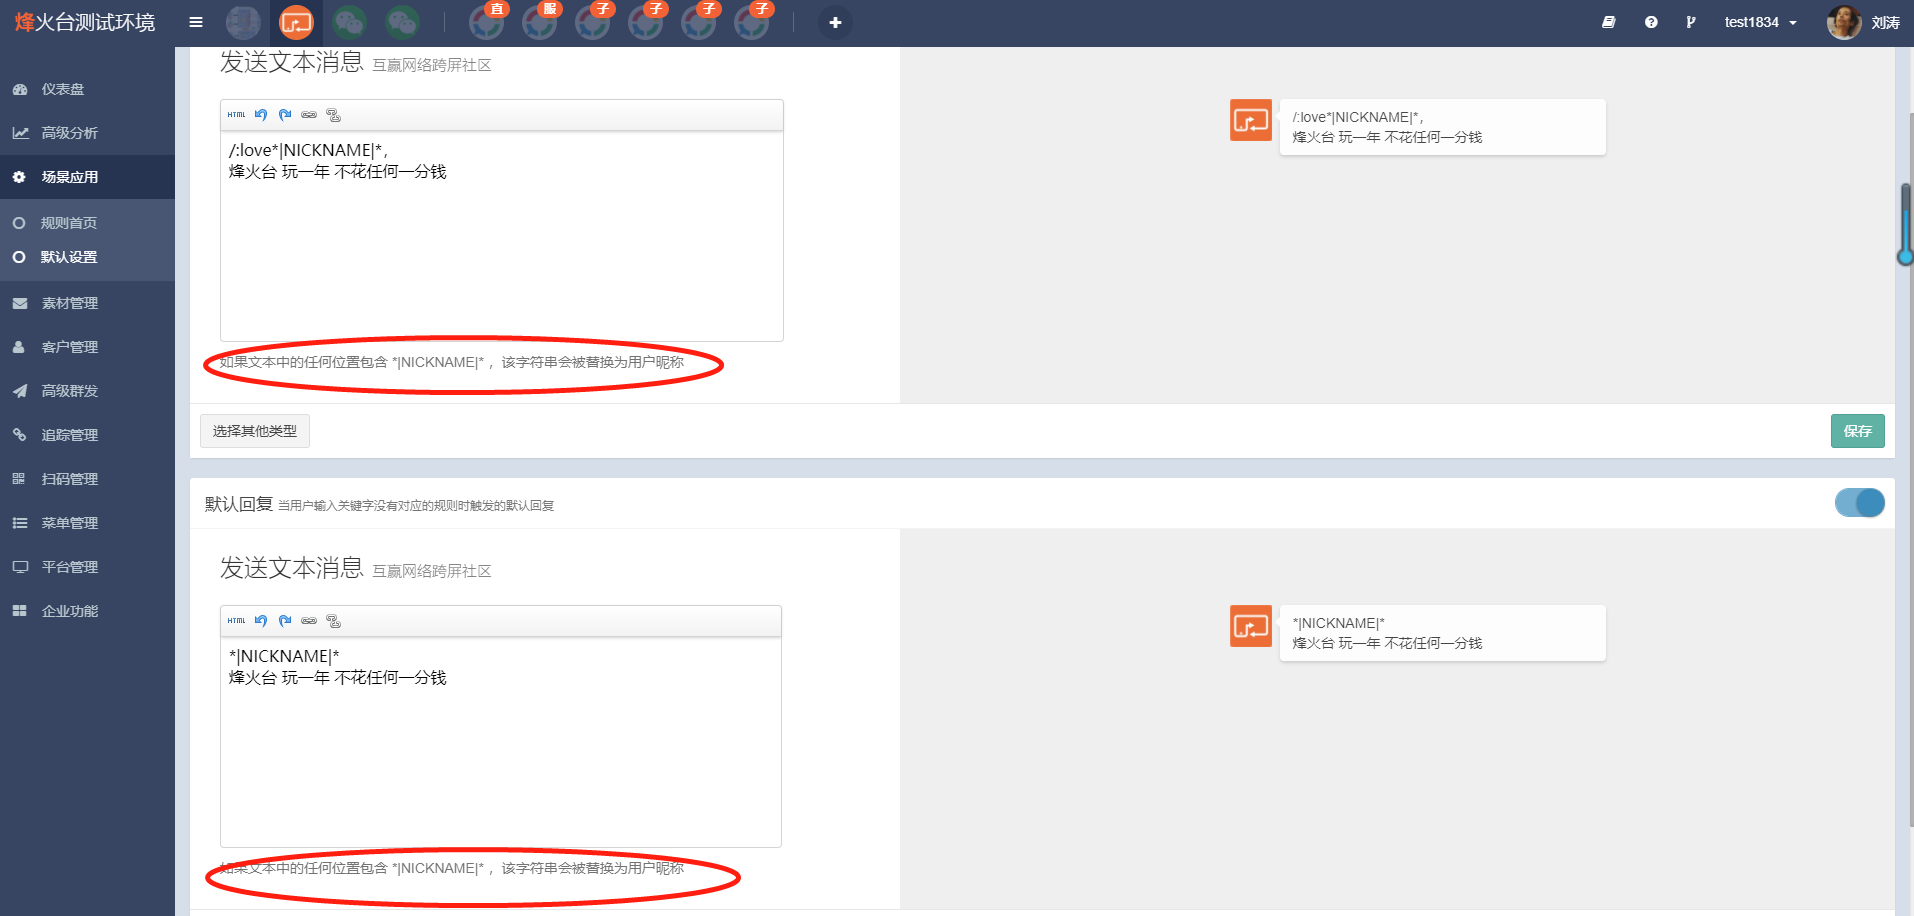 烽火台测试环境
直
服
子
子
子
子
test1834
刘涛
仪表盘
高级分析
场景应用
规则首页
默认设置
素材管理
客户管理
高级群发
追踪管理
扫码管理
菜单管理
平台管理
企业功能
发送文本消息 互赢网络跨屏社区
HTML
/:love*|NICKNAME|*，
烽火台 玩一年 不花任何一分钱
如果文本中的任何位置包含 *|NICKNAME|* ，该字符串会被替换为用户昵称
/:love*|NICKNAME|*，
烽火台 玩一年 不花任何一分钱
选择其他类型
保存
默认回复 当用户输入关键字没有对应的规则时触发的默认回复
发送文本消息 互赢网络跨屏社区
HTML
*|NICKNAME|*
烽火台 玩一年 不花任何一分钱
如果文本中的任何位置包含 *|NICKNAME|* ，该字符串会被替换为用户昵称
*|NICKNAME|*
烽火台 玩一年 不花任何一分钱